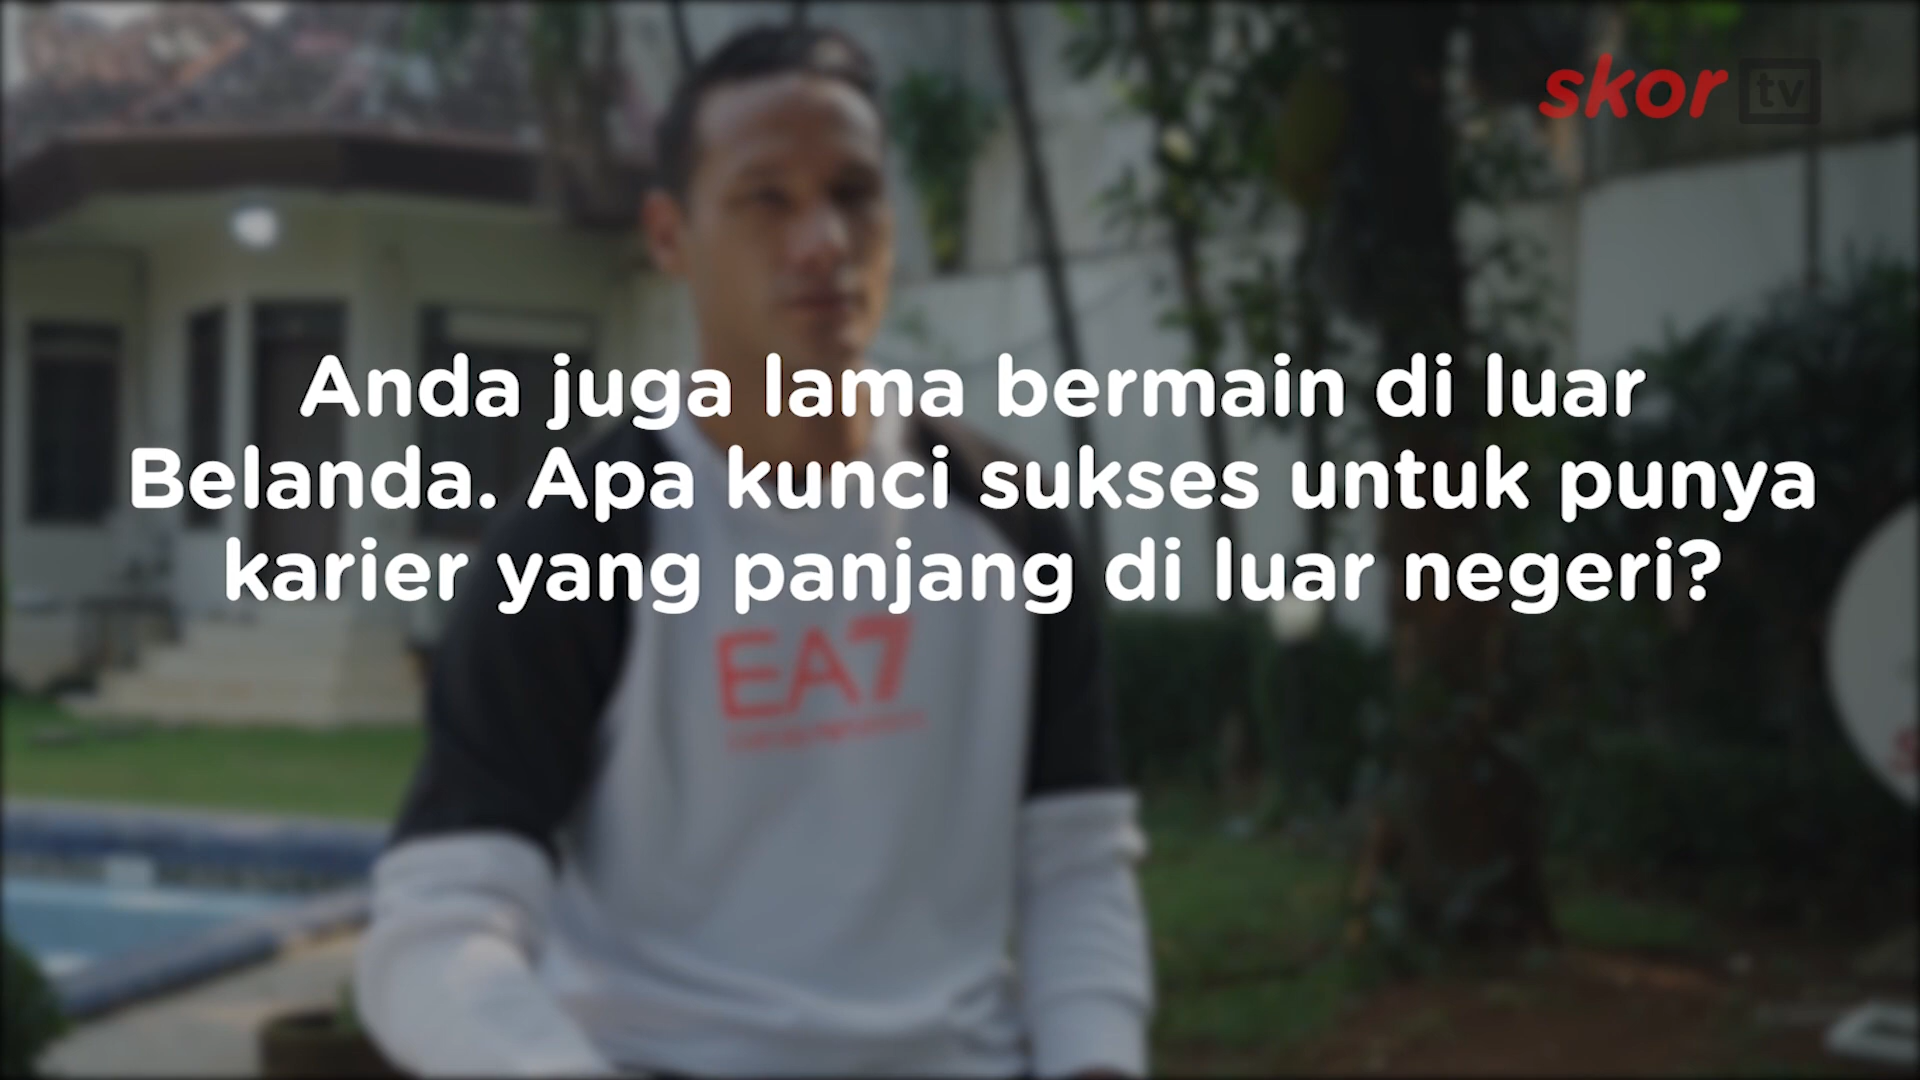 skor tv
Anda juga lama bermain di luar
Belanda. Apa kunci sukses untuk punya
karier yang panjang di luar negeri?
EA7